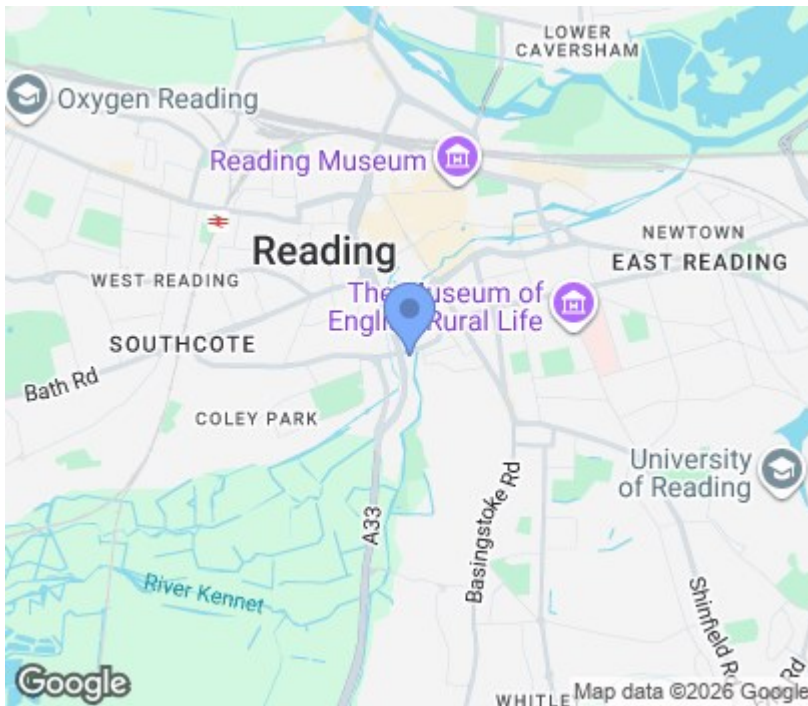 LOWER
CAVERSHAM
Oxygen Reading
Reading Museum
NEWTOWN
EAST READING
Reading
WEST READING
The Museum of
English Rural Life
SOUTHCOTE
Bath Rd
COLEY PARK
University
of Reading
Basingstoke Rd
A33
River Kennet
Shinfield Rd
WHITLEY
Google
Map data ©2026 Google